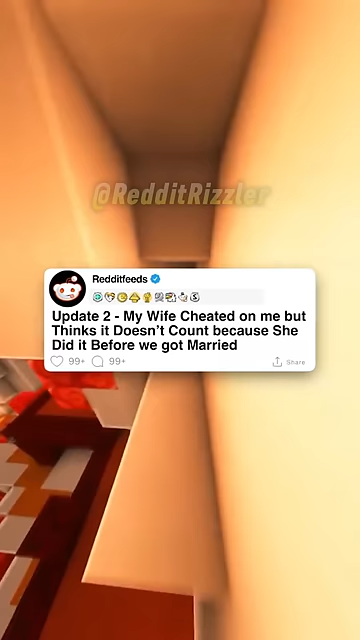 @RedditRizzler
Redditfeeds
Update 2 - My Wife Cheated on me but
Thinks it Doesn't Count because She
Did it Before we got Married
99+ 99+ Share